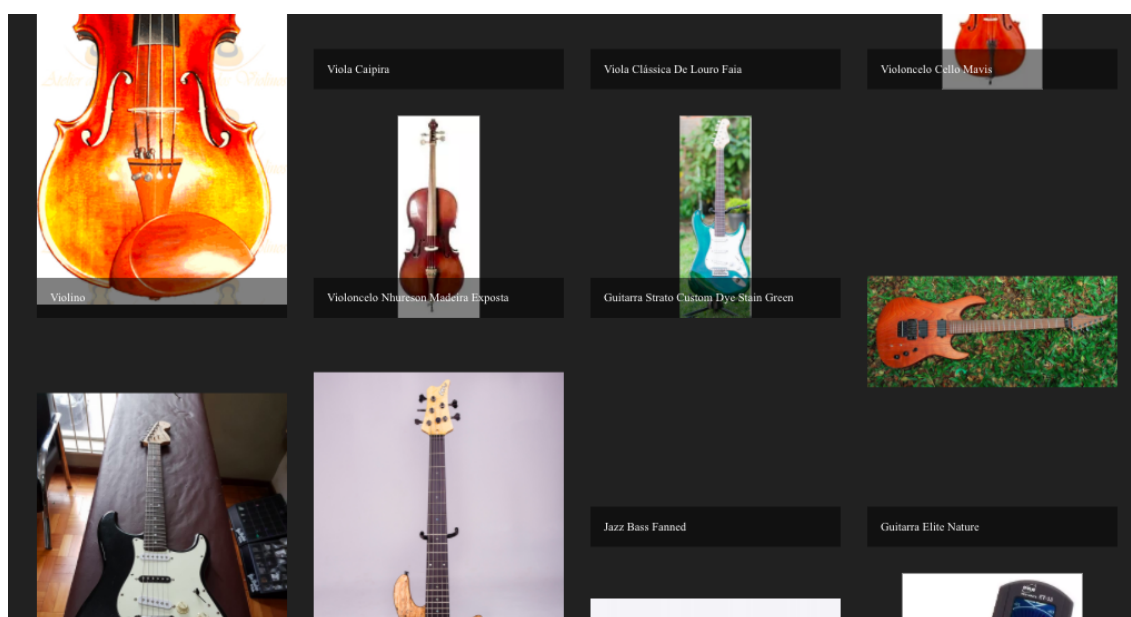 Viola Caipira
Viola Clássica De Louro Faia
Violoncelo Cello Mavis
Violino
Violoncelo Nhureson Madeira Exposta
Guitarra Strato Custom Dye Stain Green
Jazz Bass Fanned
Guitarra Elite Nature